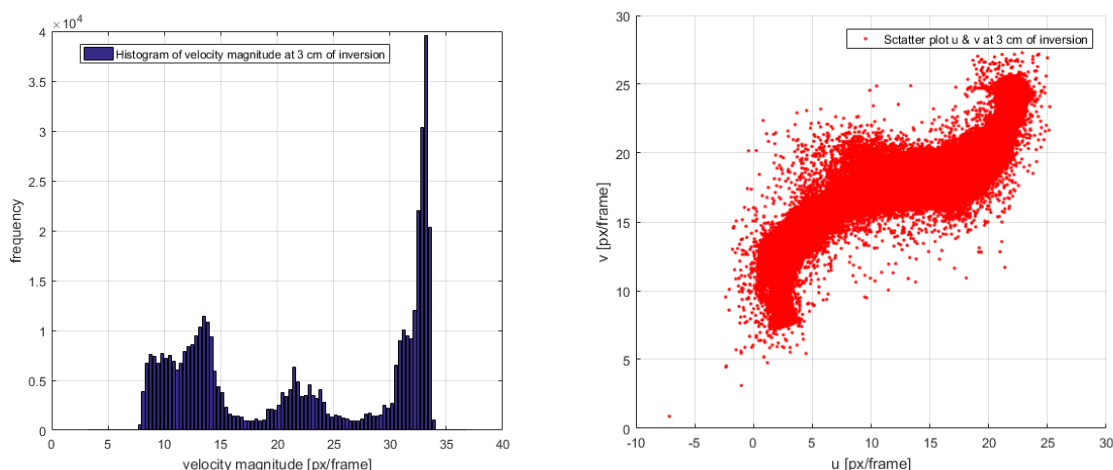 ×10⁴
Histogram of velocity magnitude at 3 cm of inversion
4
3.5
3
2.5
2
1.5
1
0.5
0
frequency
0 5 10 15 20 25 30 35 40
velocity magnitude [px/frame]
Sctatter plot u & v at 3 cm of inversion
30
25
20
15
10
5
0
v [px/frame]
-10 -5 0 5 10 15 20 25 30
u [px/frame]